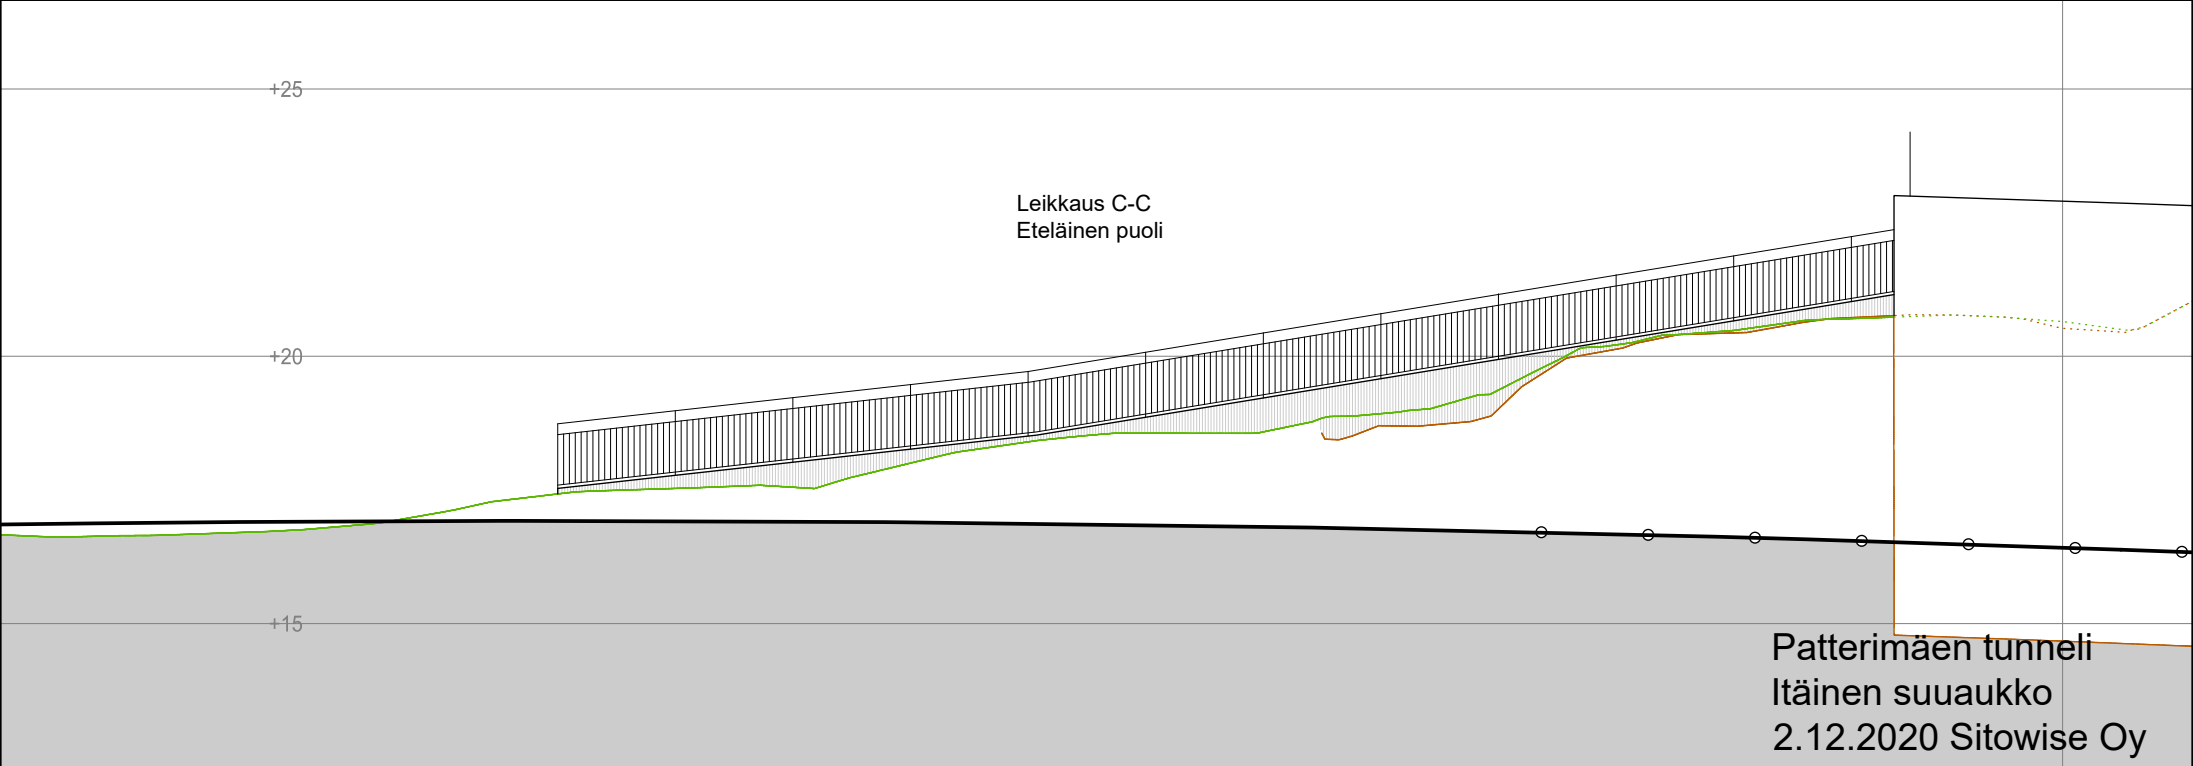 +25
Leikkaus C-C
Eteläinen puoli
+20
+15
Patterimäen tunneli
Itäinen suuaukko
2.12.2020 Sitowise Oy